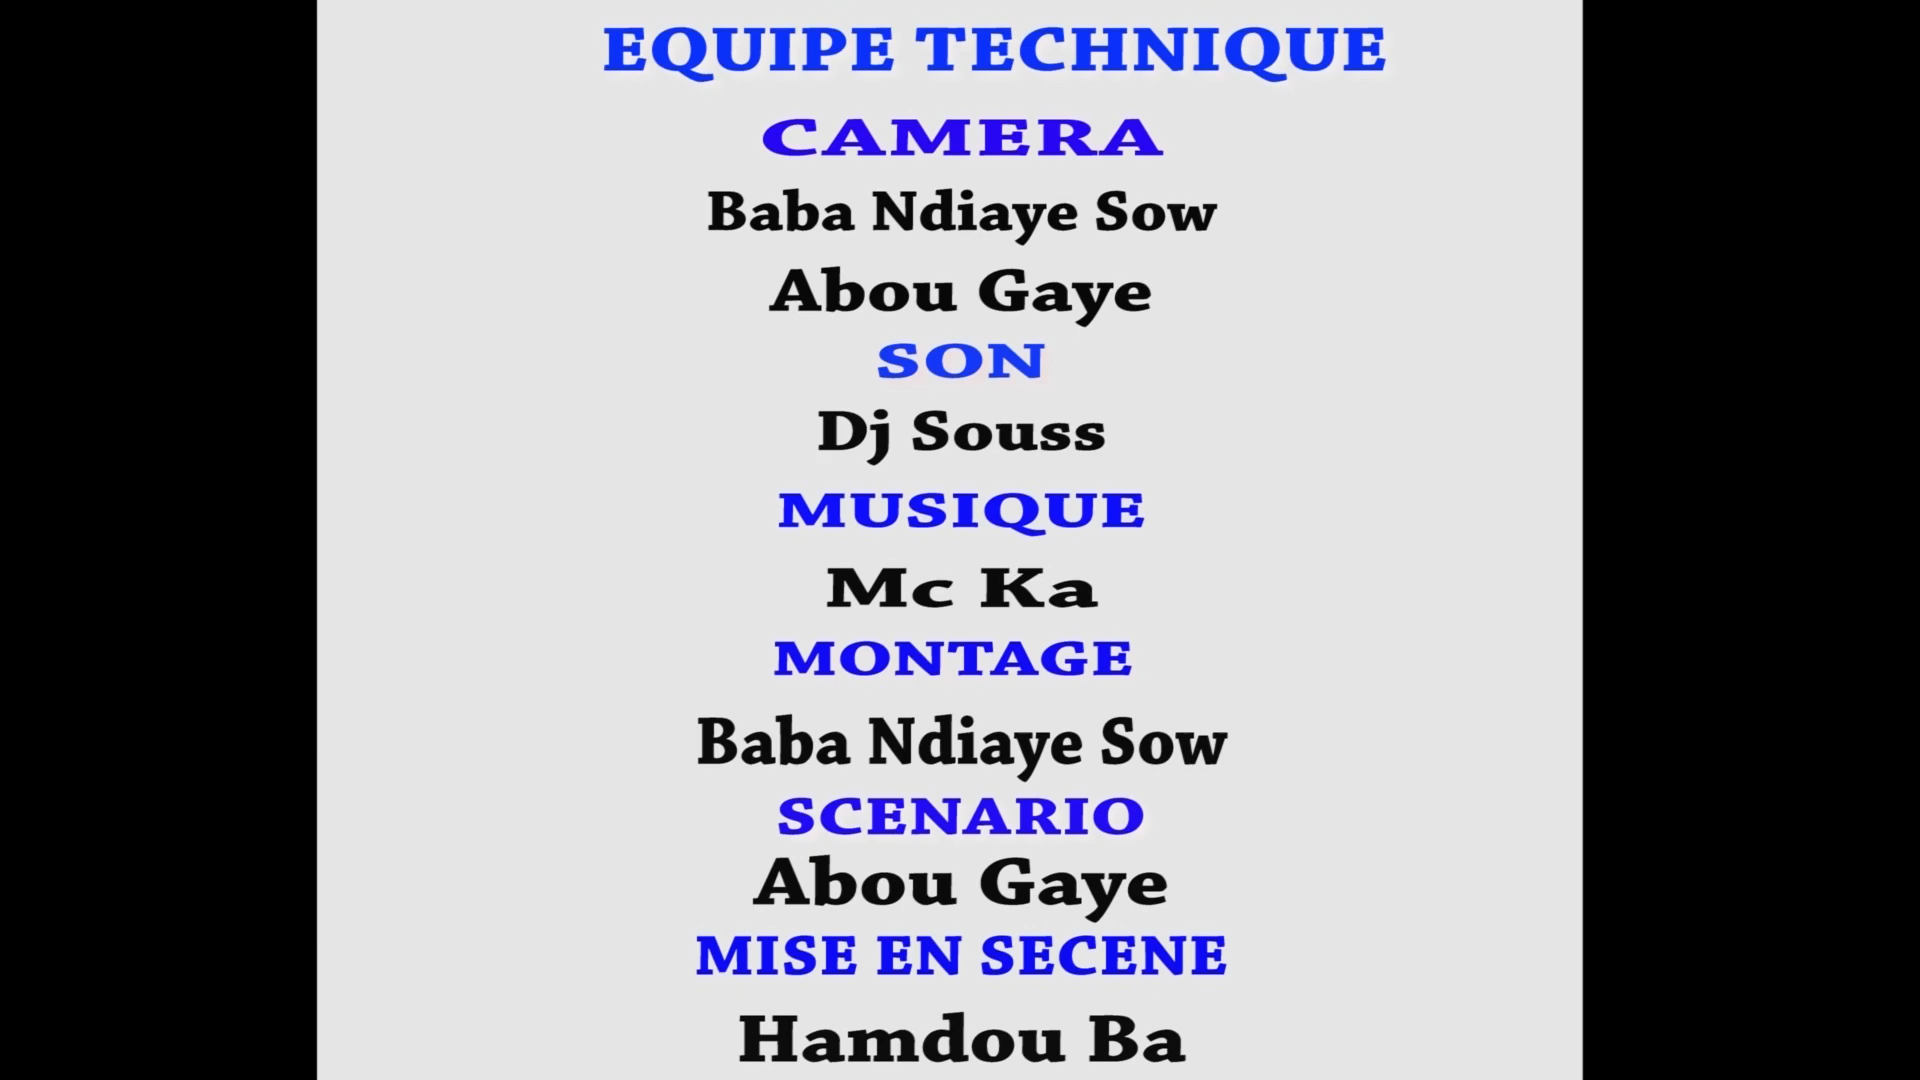 EQUIPE TECHNIQUE
CAMERA
Baba Ndiaye Sow
Abou Gaye
SON
Dj Souss
MUSIQUE
Mc Ka
MONTAGE
Baba Ndiaye Sow
SCENARIO
Abou Gaye
MISE EN SECENE
Hamdou Ba